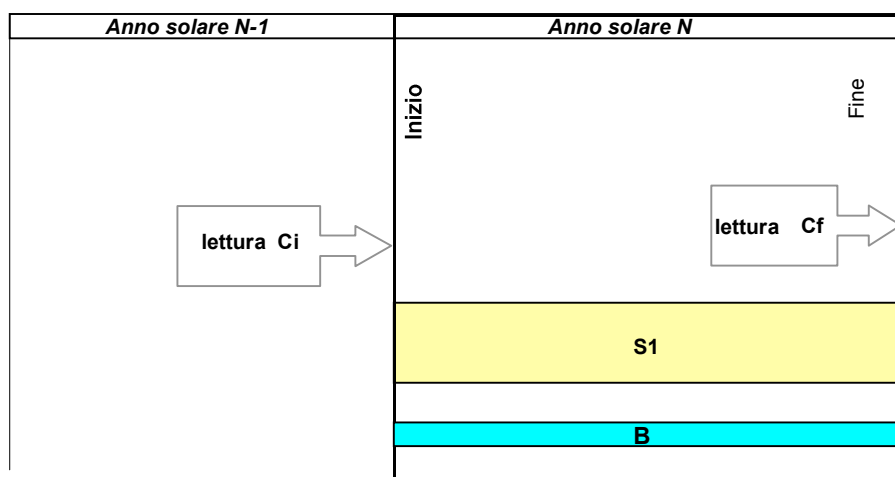 Anno solare N-1
Anno solare N
Inizio
Fine
lettura Ci
lettura Cf
S1
B